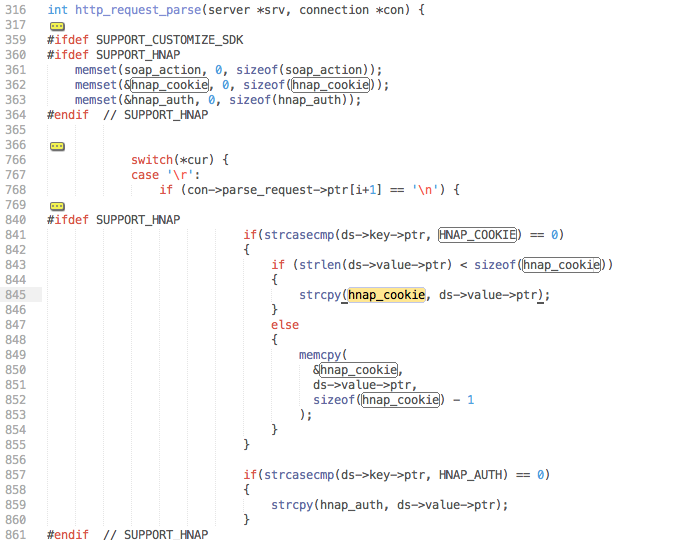 316 int http_request_parse(server *srv, connection *con) {
317
359 #ifdef SUPPORT_CUSTOMIZE_SDK
360 #ifdef SUPPORT_HNAP
361     memset(soap_action, 0, sizeof(soap_action));
362     memset(&hnap_cookie, 0, sizeof(hnap_cookie));
363     memset(&hnap_auth, 0, sizeof(hnap_auth));
364 #endif  // SUPPORT_HNAP
365
366
766             switch(*cur) {
767             case '\r':
768                 if (con->parse_request->ptr[i+1] == '\n') {
769
840 #ifdef SUPPORT_HNAP
841                             if(strcasecmp(ds->key->ptr, HNAP_COOKIE) == 0)
842                             {
843                                 if (strlen(ds->value->ptr) < sizeof(hnap_cookie))
844                                 {
845                                     strcpy(hnap_cookie, ds->value->ptr);
846                                 }
847                                 else
848                                 {
849                                     memcpy(
850                                       &hnap_cookie,
851                                       ds->value->ptr,
852                                       sizeof(hnap_cookie) - 1
853                                     );
854                                 }
855                             }
856
857                             if(strcasecmp(ds->key->ptr, HNAP_AUTH) == 0)
858                             {
859                                 strcpy(hnap_auth, ds->value->ptr);
860                             }
861 #endif  // SUPPORT_HNAP